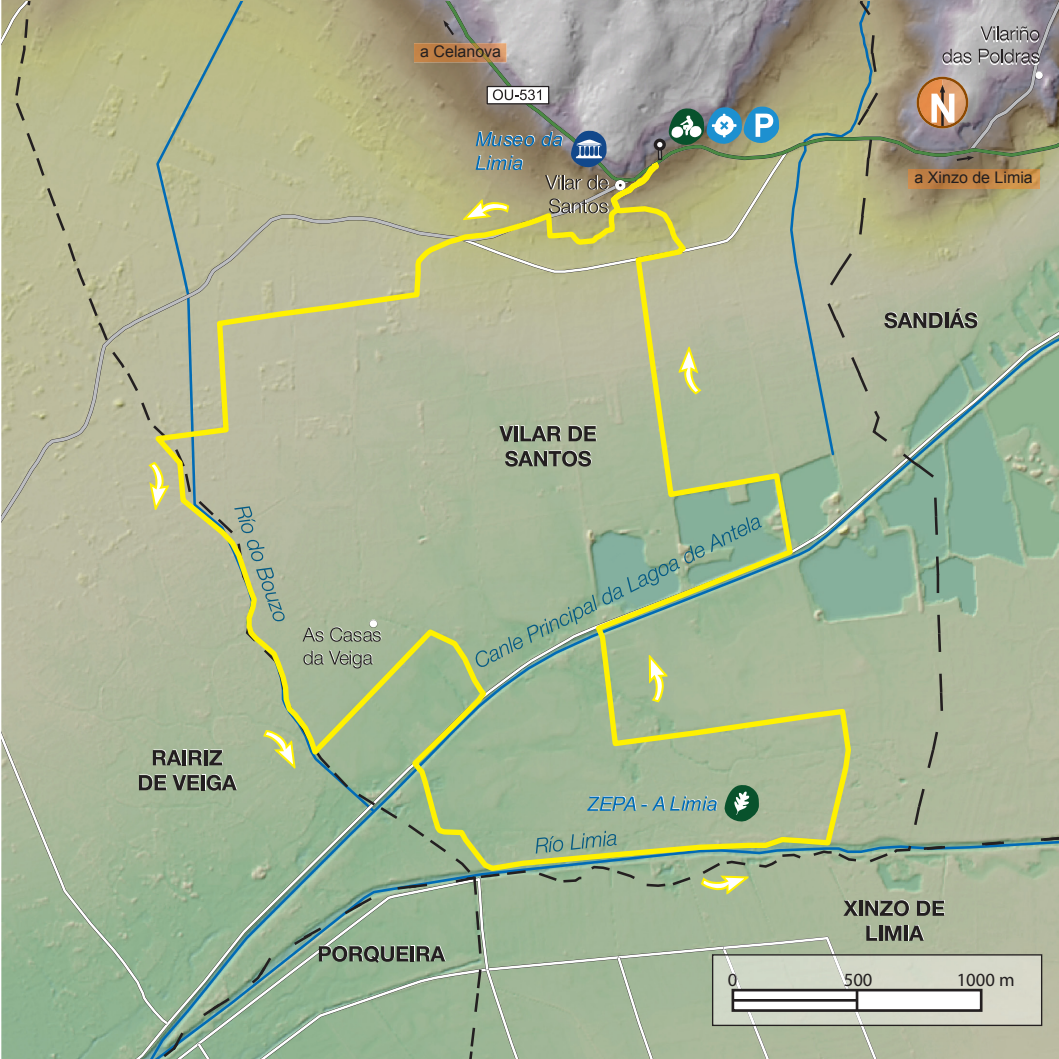 Vilariño
das Poldras
a Celanova
OU-531
N
P
Museo da
Limia
a Xinzo de Limia
Vilar de
Santos
SANDIÁS
VILAR DE
SANTOS
Río do Bouzo
Canle Principal da Lagoa de Antela
As Casas
da Veiga
RAIRIZ
DE VEIGA
ZEPA - A Limia
Río Limia
XINZO DE
LIMIA
PORQUEIRA
0 500 1000 m